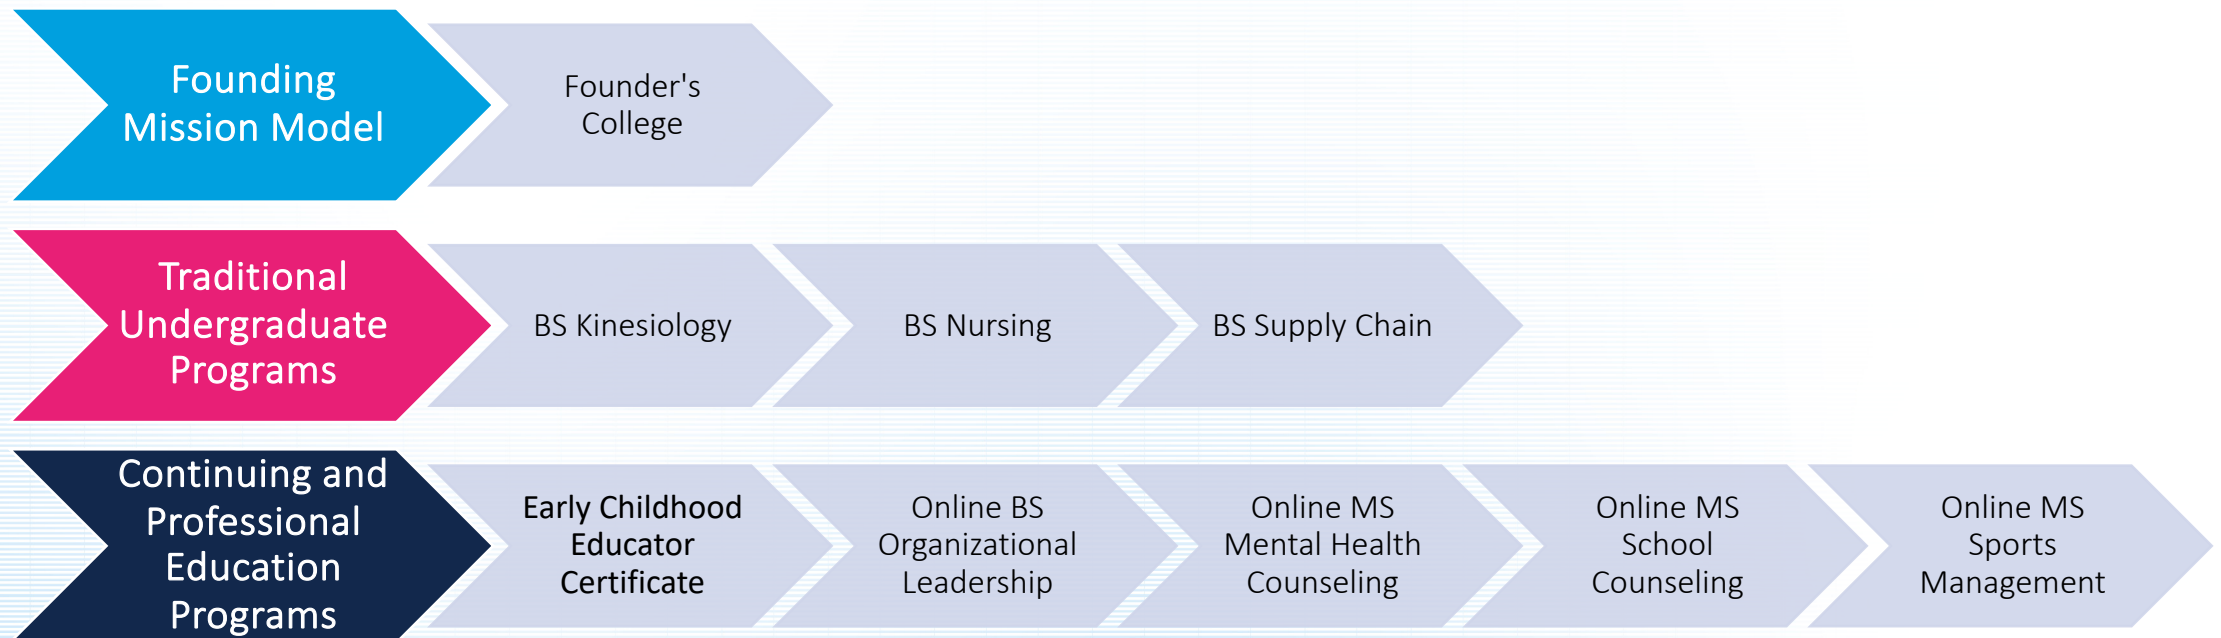 Founding
Mission Model
Founder's
College
Traditional
Undergraduate
Programs
BS Kinesiology
BS Nursing
BS Supply Chain
Continuing and
Professional
Education
Programs
Early Childhood
Educator
Certificate
Online BS
Organizational
Leadership
Online MS
Mental Health
Counseling
Online MS
School
Counseling
Online MS
Sports
Management